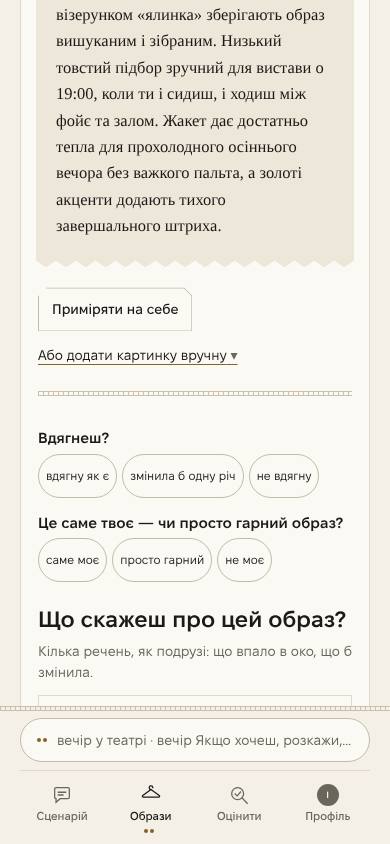 візерунком «ялинка» зберігають образ
вишуканим і зібраним. Низький
товстий підбор зручний для вистави о
19:00, коли ти і сидиш, і ходиш між
фойє та залом. Жакет дає достатньо
тепла для прохолодного осіннього
вечора без важкого пальта, а золоті
акценти додають тихого
завершального штриха.
Приміряти на себе
Або додати картинку вручну ▾
Вдягнеш?
вдягну як є
змінила б одну річ
не вдягну
Це саме твоє — чи просто гарний образ?
саме моє
просто гарний
не моє
Що скажеш про цей образ?
Кілька речень, як подрузі: що впало в око, що б
змінила.
вечір у театрі · вечір Якщо хочеш, розкажи,...
Сценарій
Образи
Оцінити
І
Профіль